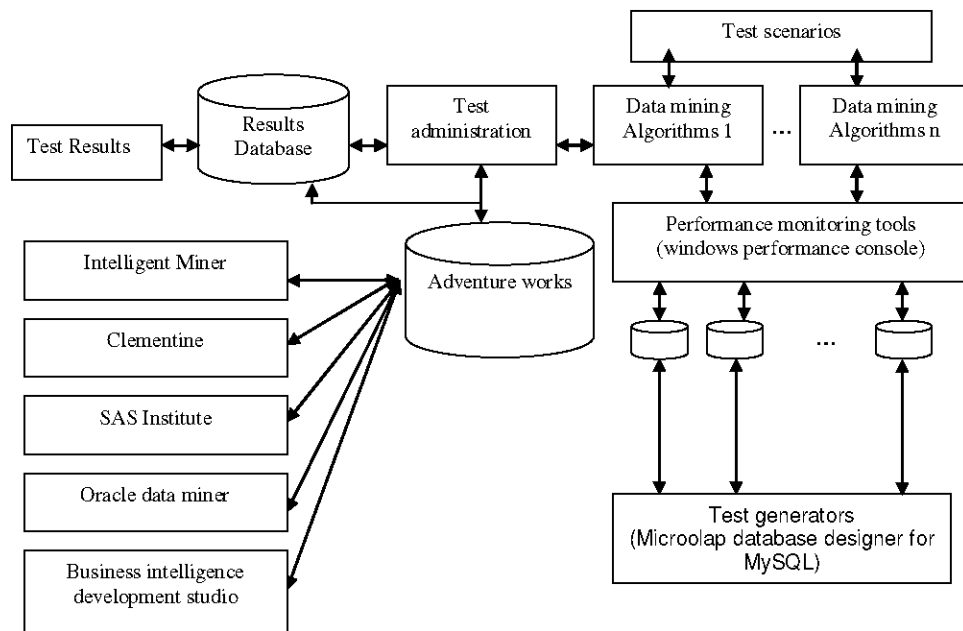 Test scenarios
Test Results
Results
Database
Test
administration
Data mining
Algorithms 1
...
Data mining
Algorithms n
Performance monitoring tools
(windows performance console)
Intelligent Miner
Clementine
SAS Institute
Oracle data miner
Business intelligence
development studio
Adventure works
...
Test generators
(Microolap database designer for
MySQL)